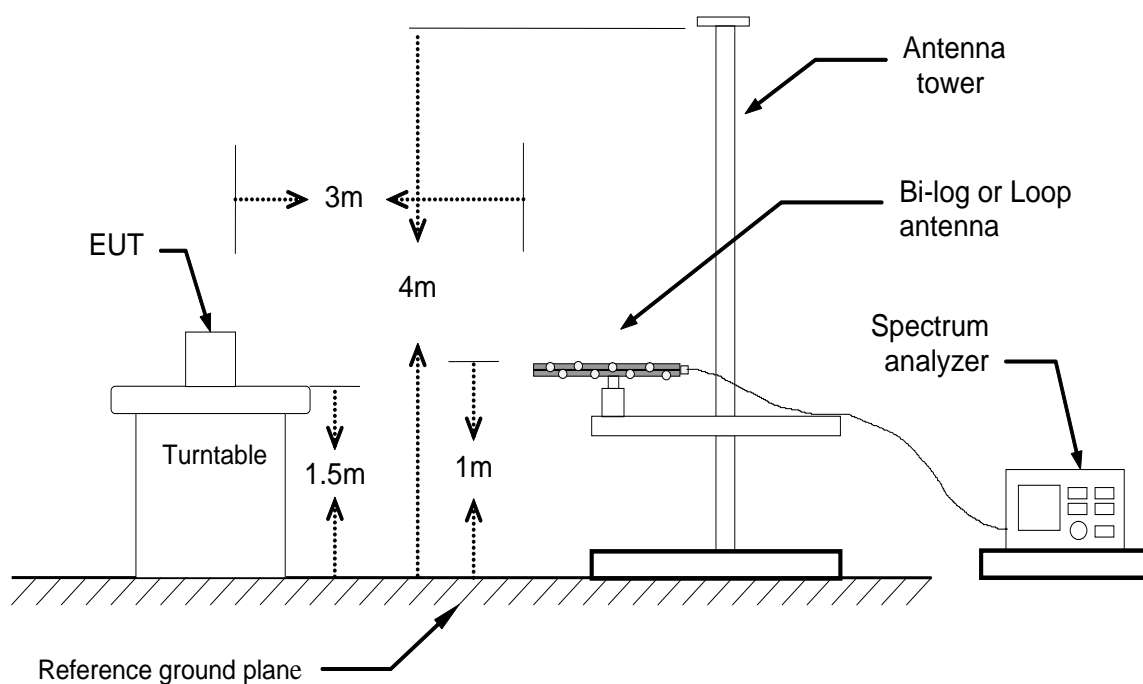 Antenna
tower
3m
Bi-log or Loop
antenna
EUT
4m
Spectrum
analyzer
Turntable
1.5m
1m
Reference ground plane